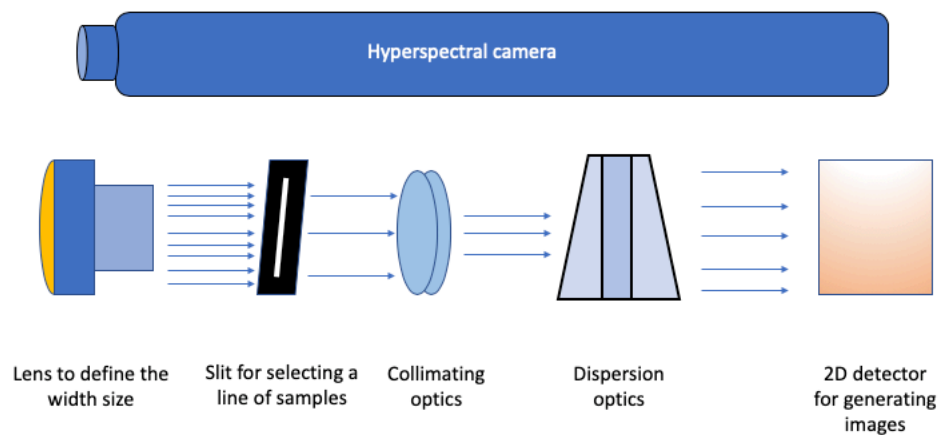 Hyperspectral camera
Lens to define the
width size
Slit for selecting a
line of samples
Collimating
optics
Dispersion
optics
2D detector
for generating
images